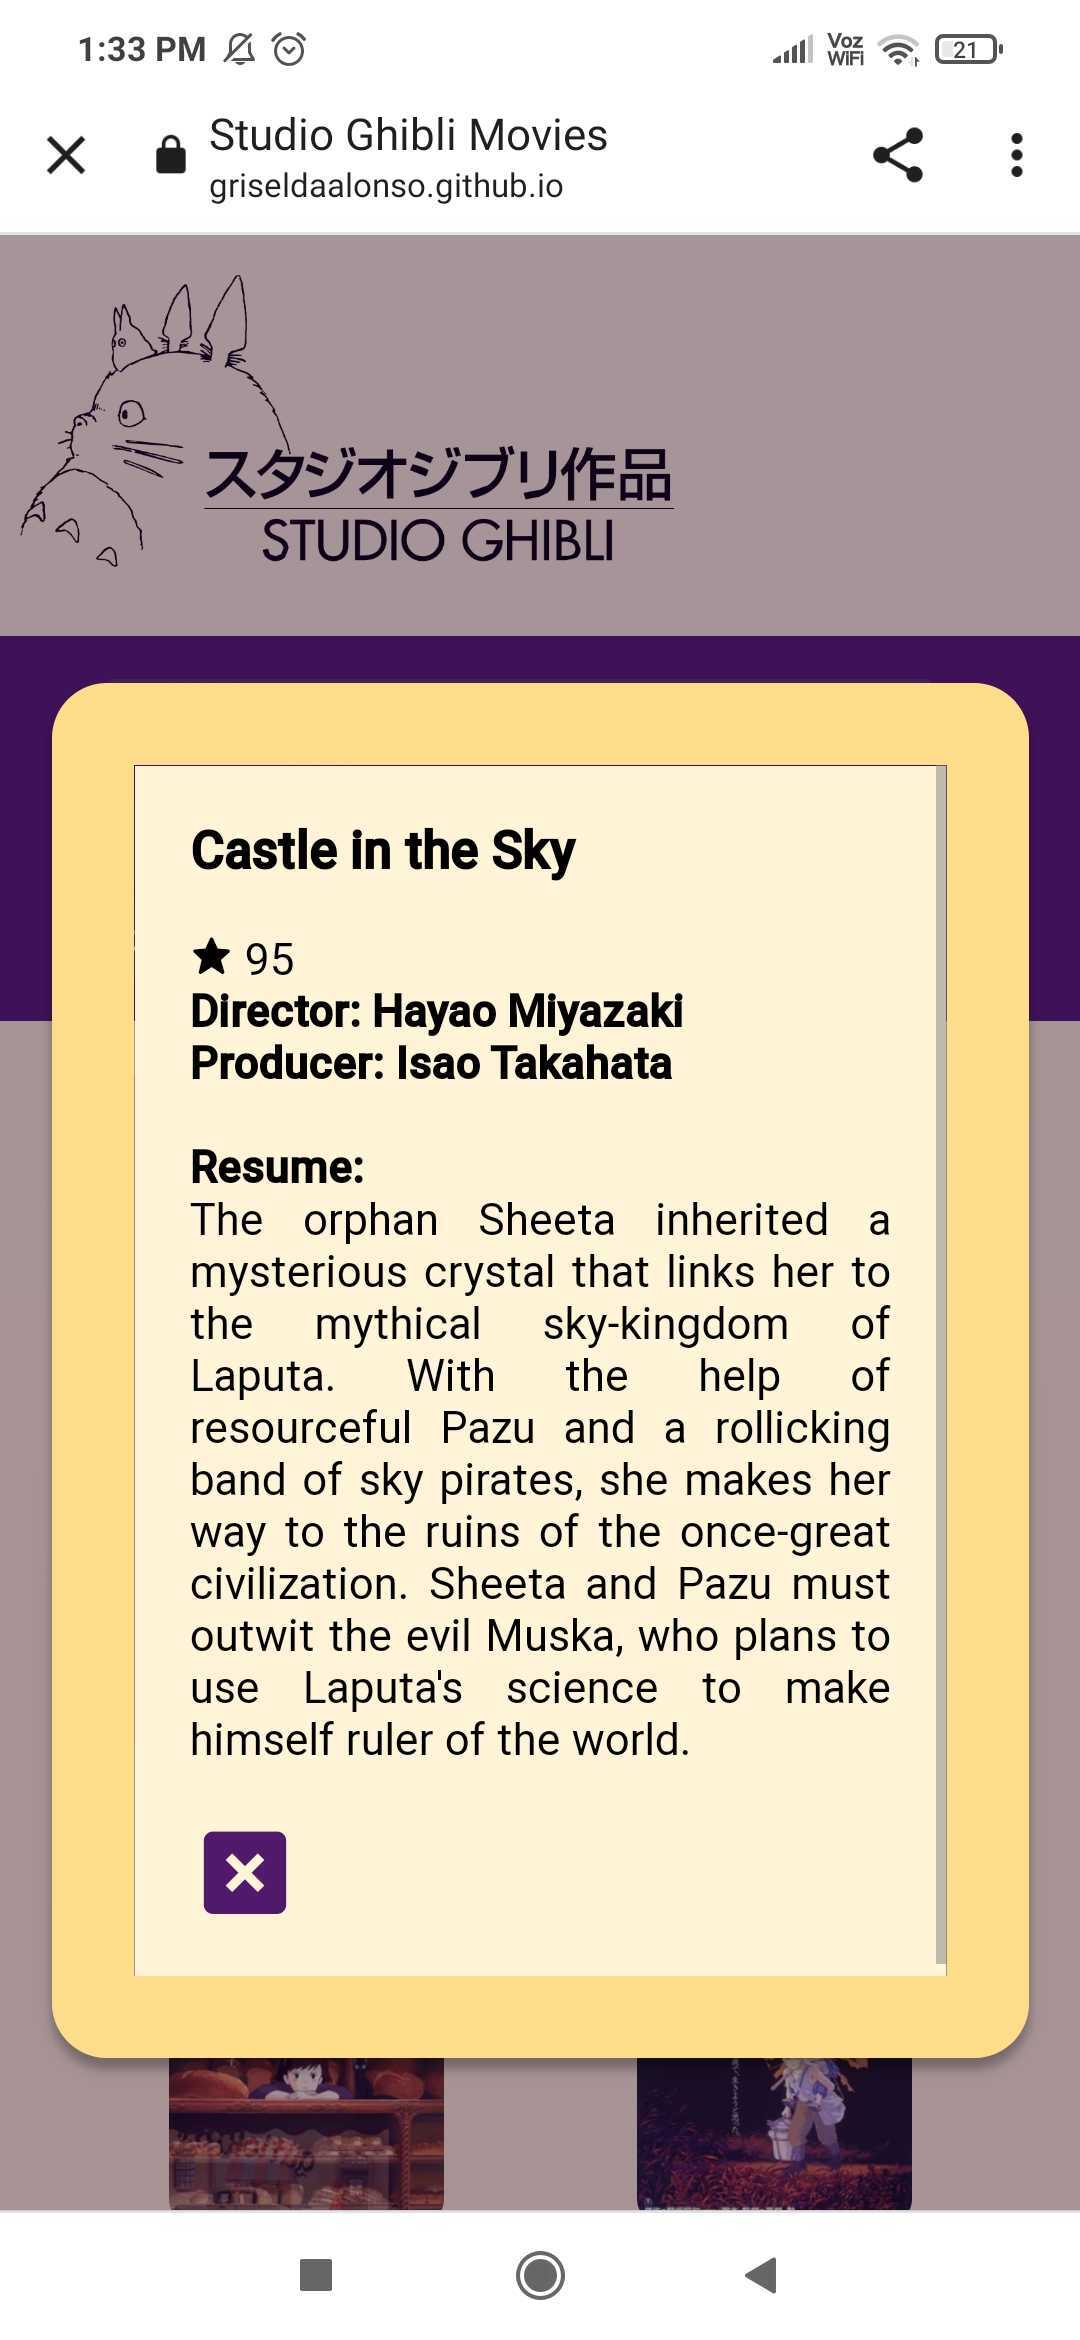 1:33 PM
Voz
WiFi
21
Studio Ghibli Movies
griseldaalonso.github.io
スタジオジブリ作品
STUDIO GHIBLI
Castle in the Sky
95
Director: Hayao Miyazaki
Producer: Isao Takahata
Resume:
The orphan Sheeta inherited a
mysterious crystal that links her to
the mythical sky-kingdom of
Laputa. With the help of
resourceful Pazu and a rollicking
band of sky pirates, she makes her
way to the ruins of the once-great
civilization. Sheeta and Pazu must
outwit the evil Muska, who plans to
use Laputa's science to make
himself ruler of the world.